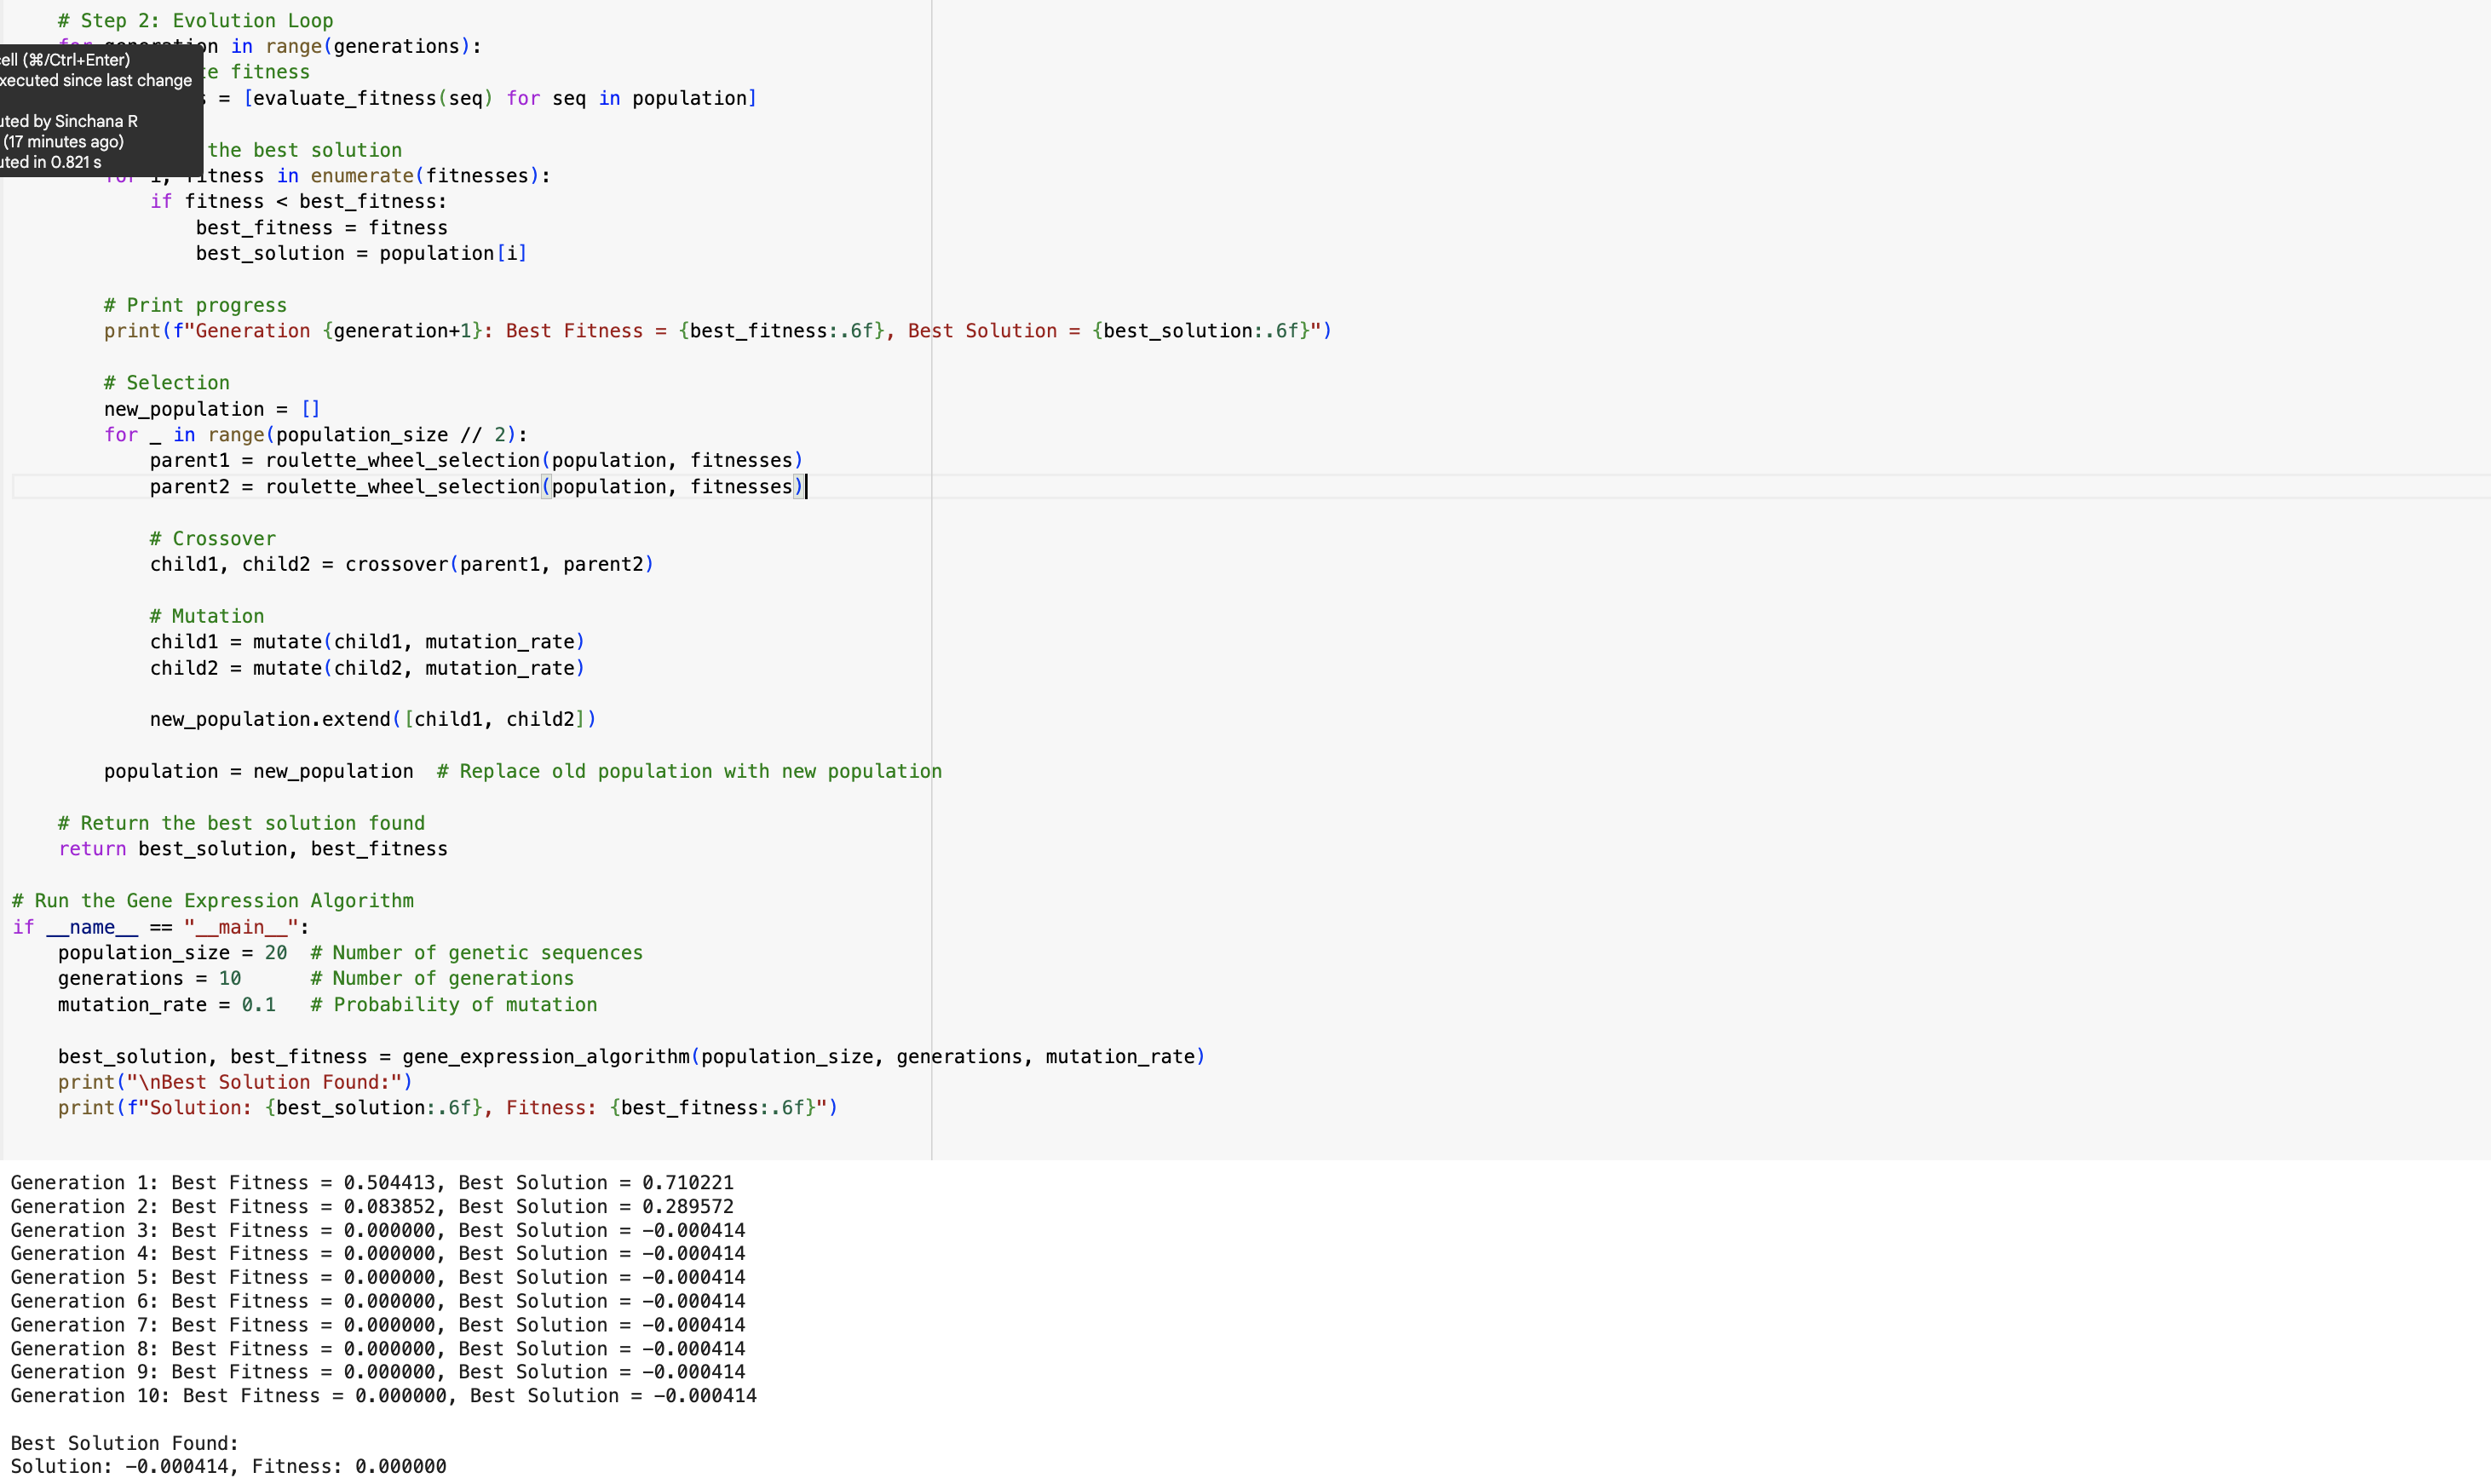 # Step 2: Evolution Loop
in range(generations):
ell (⌘/Ctrl+Enter)
xecuted since last change
uted by Sinchana R
(17 minutes ago)
uted in 0.821 s
te fitness
s = [evaluate_fitness(seq) for seq in population]
the best solution
for i, fitness in enumerate(fitnesses):
if fitness < best_fitness:
best_fitness = fitness
best_solution = population[i]
# Print progress
print(f"Generation {generation+1}: Best Fitness = {best_fitness:.6f}, Best Solution = {best_solution:.6f}")
# Selection
new_population = []
for _ in range(population_size // 2):
parent1 = roulette_wheel_selection(population, fitnesses)
parent2 = roulette_wheel_selection(population, fitnesses)
# Crossover
child1, child2 = crossover(parent1, parent2)
# Mutation
child1 = mutate(child1, mutation_rate)
child2 = mutate(child2, mutation_rate)
new_population.extend([child1, child2])
population = new_population  # Replace old population with new population
# Return the best solution found
return best_solution, best_fitness
# Run the Gene Expression Algorithm
if __name__ == "__main__":
population_size = 20  # Number of genetic sequences
generations = 10      # Number of generations
mutation_rate = 0.1   # Probability of mutation
best_solution, best_fitness = gene_expression_algorithm(population_size, generations, mutation_rate)
print("\nBest Solution Found:")
print(f"Solution: {best_solution:.6f}, Fitness: {best_fitness:.6f}")
Generation 1: Best Fitness = 0.504413, Best Solution = 0.710221
Generation 2: Best Fitness = 0.083852, Best Solution = 0.289572
Generation 3: Best Fitness = 0.000000, Best Solution = -0.000414
Generation 4: Best Fitness = 0.000000, Best Solution = -0.000414
Generation 5: Best Fitness = 0.000000, Best Solution = -0.000414
Generation 6: Best Fitness = 0.000000, Best Solution = -0.000414
Generation 7: Best Fitness = 0.000000, Best Solution = -0.000414
Generation 8: Best Fitness = 0.000000, Best Solution = -0.000414
Generation 9: Best Fitness = 0.000000, Best Solution = -0.000414
Generation 10: Best Fitness = 0.000000, Best Solution = -0.000414
Best Solution Found:
Solution: -0.000414, Fitness: 0.000000